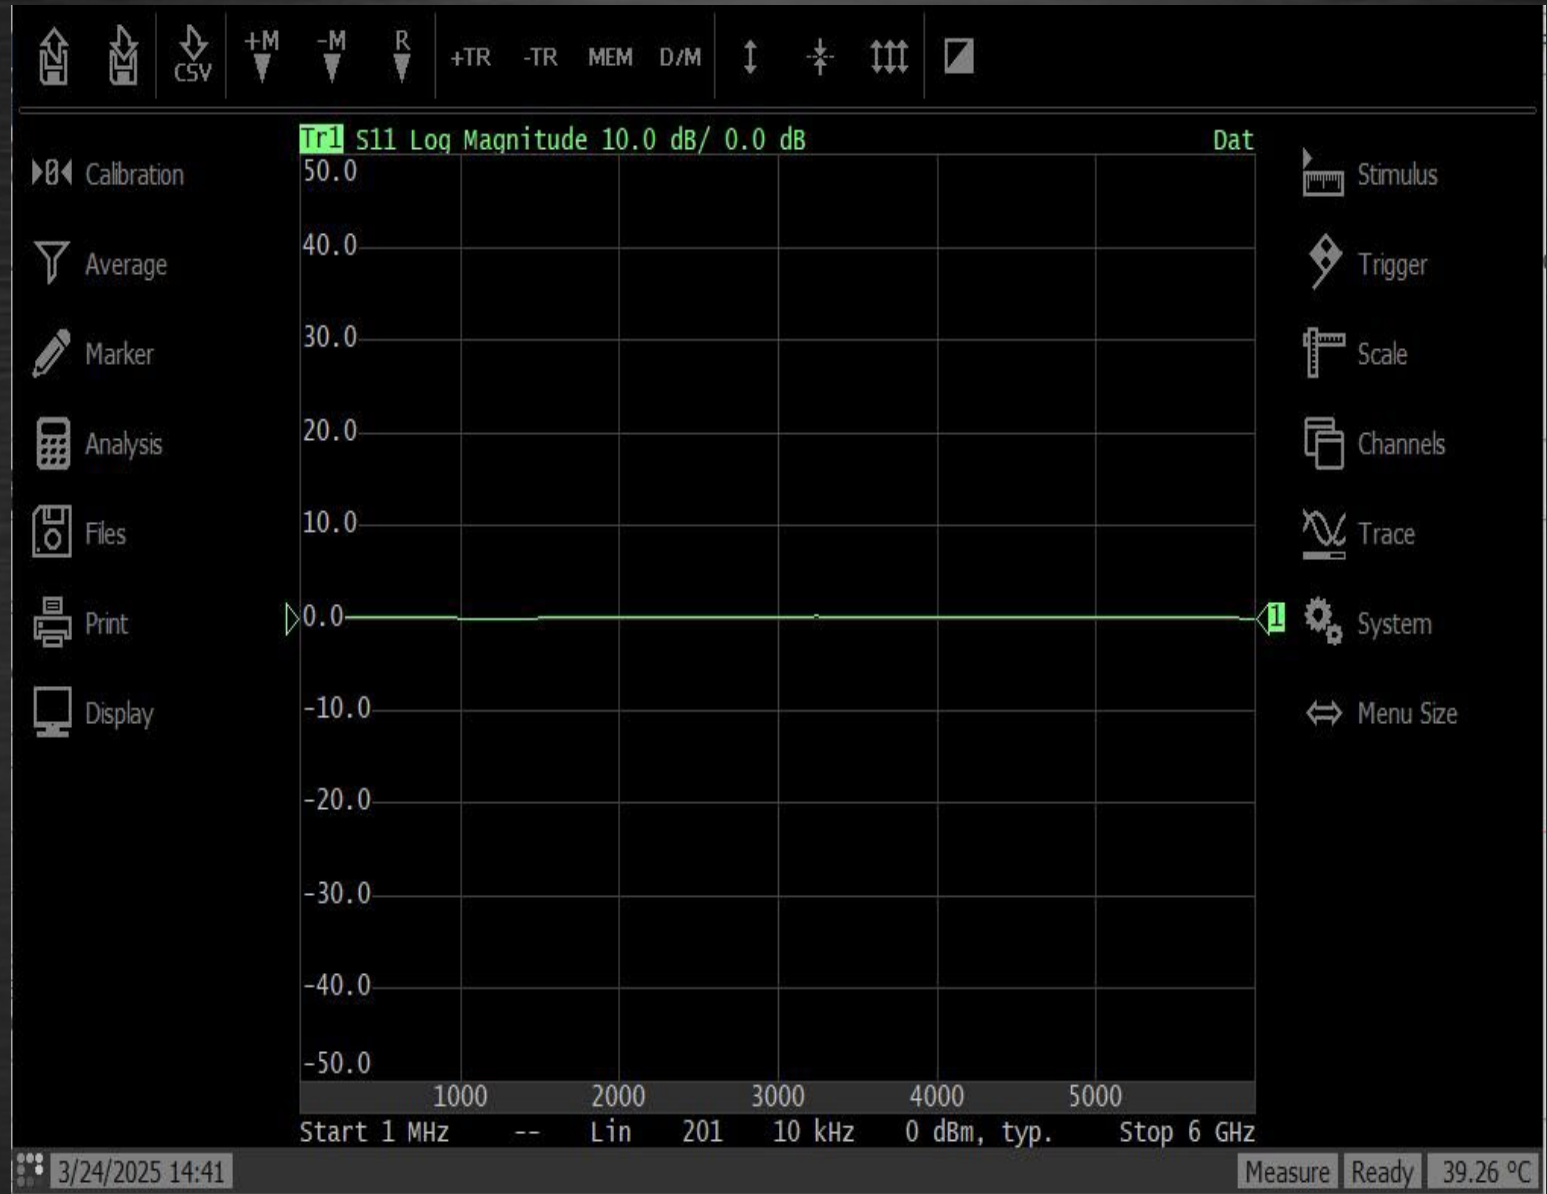 +M -M R
CSV +TR -TR MEM D/M
Tr1 S11 Log Magnitude 10.0 dB/ 0.0 dB Dat
Calibration
Average
Marker
Analysis
Files
Print
Display
50.0
40.0
30.0
20.0
10.0
0.0
-10.0
-20.0
-30.0
-40.0
-50.0
1
1000 2000 3000 4000 5000
Start 1 MHz -- Lin 201 10 kHz 0 dBm, typ. Stop 6 GHz
Stimulus
Trigger
Scale
Channels
Trace
System
Menu Size
3/24/2025 14:41 Measure Ready 39.26 ºC